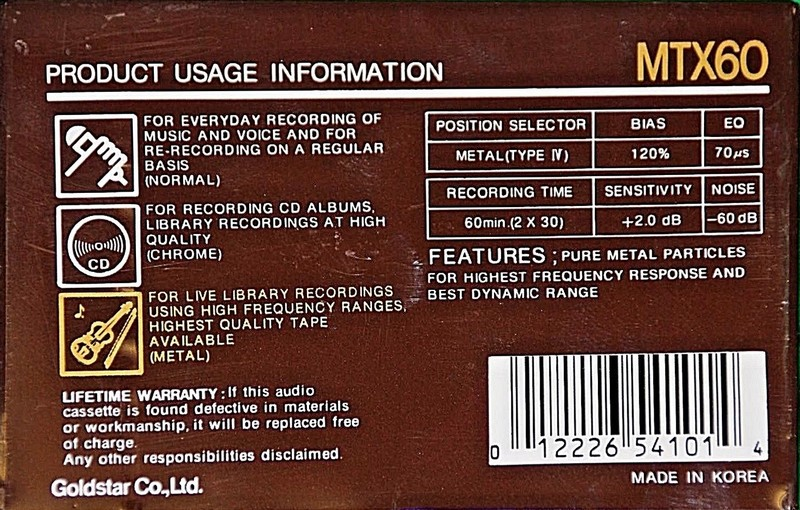 PRODUCT USAGE INFORMATION
MTX60
FOR EVERYDAY RECORDING OF
MUSIC AND VOICE AND FOR
RE-RECORDING ON A REGULAR
BASIS
(NORMAL)
CD
FOR RECORDING CD ALBUMS,
LIBRARY RECORDINGS AT HIGH
QUALITY
(CHROME)
FOR LIVE LIBRARY RECORDINGS
USING HIGH FREQUENCY RANGES,
HIGHEST QUALITY TAPE
AVAILABLE
(METAL)
LIFETIME WARRANTY : If this audio
cassette is found defective in materials
or workmanship, it will be replaced free
of charge.
Any other responsibilities disclaimed.
Goldstar Co.,Ltd.
POSITION SELECTOR BIAS EQ
METAL(TYPE IV) 120% 70μs
RECORDING TIME SENSITIVITY NOISE
60min.(2 X 30) +2.0 dB −60 dB
FEATURES ; PURE METAL PARTICLES
FOR HIGHEST FREQUENCY RESPONSE AND
BEST DYNAMIC RANGE
0 12226 54101 4
MADE IN KOREA